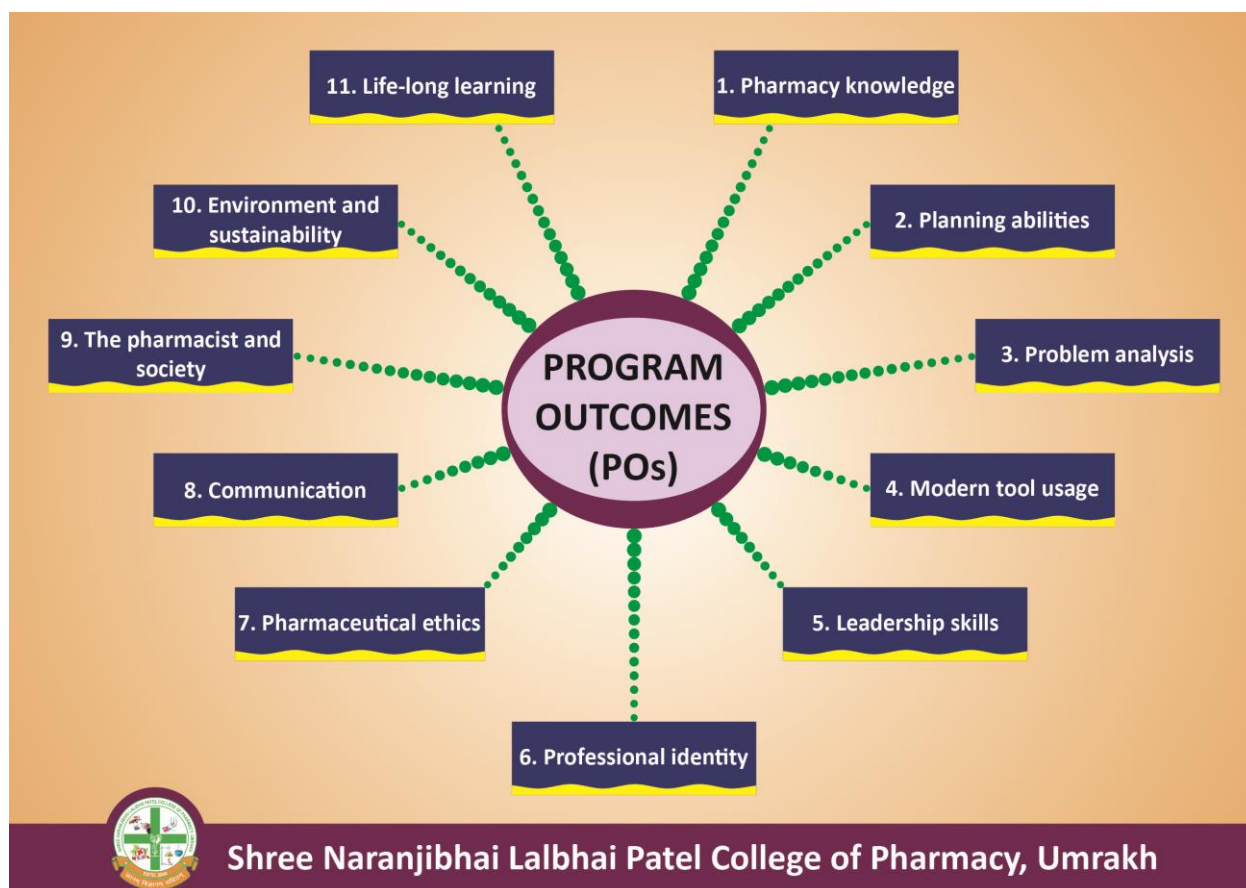 11. Life-long learning
1. Pharmacy knowledge
10. Environment and
sustainability
2. Planning abilities
9. The pharmacist and
society
3. Problem analysis
PROGRAM
OUTCOMES
(POs)
8. Communication
4. Modern tool usage
7. Pharmaceutical ethics
5. Leadership skills
6. Professional identity
Shree Naranjibhai Lalbhai Patel College of Pharmacy, Umrakh